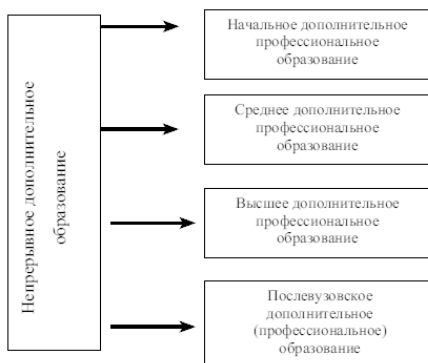 Непрерывное дополнительное
образование
Начальное дополнительное
профессиональное
образование
Среднее дополнительное
профессиональное
образование
Высшее дополнительное
профессиональное
образование
Послевузовское
дополнительное
(профессиональное)
образование